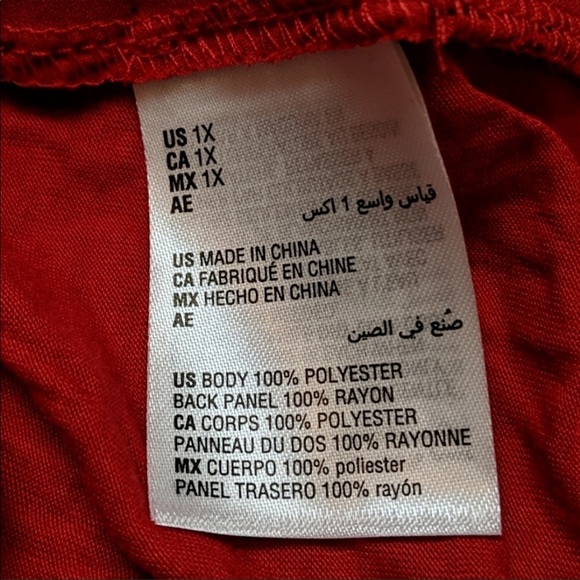 US 1X
CA 1X
MX 1X
AE
قياس واسع 1 اكس
US MADE IN CHINA
CA FABRIQUÉ EN CHINE
MX HECHO EN CHINA
AE
صُنع في الصين
US BODY 100% POLYESTER
BACK PANEL 100% RAYON
CA CORPS 100% POLYESTER
PANNEAU DU DOS 100% RAYONNE
MX CUERPO 100% poliester
PANEL TRASERO 100% rayón